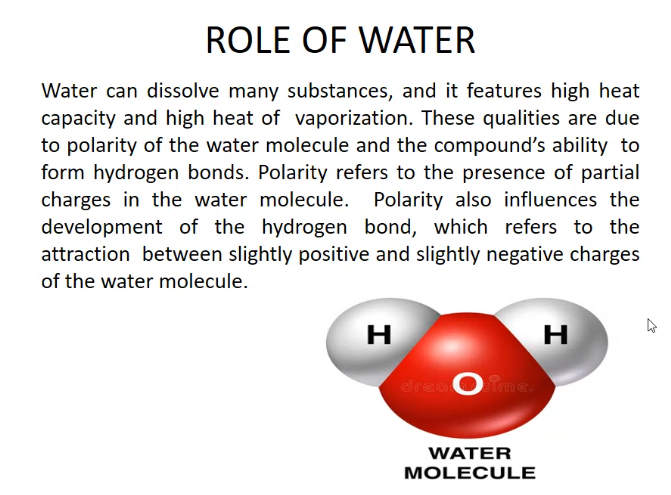 ROLE OF WATER
Water can dissolve many substances, and it features high heat
capacity and high heat of vaporization. These qualities are due
to polarity of the water molecule and the compound's ability to
form hydrogen bonds. Polarity refers to the presence of partial
charges in the water molecule. Polarity also influences the
development of the hydrogen bond, which refers to the
attraction between slightly positive and slightly negative charges
of the water molecule.
H H
O
WATER
MOLECULE